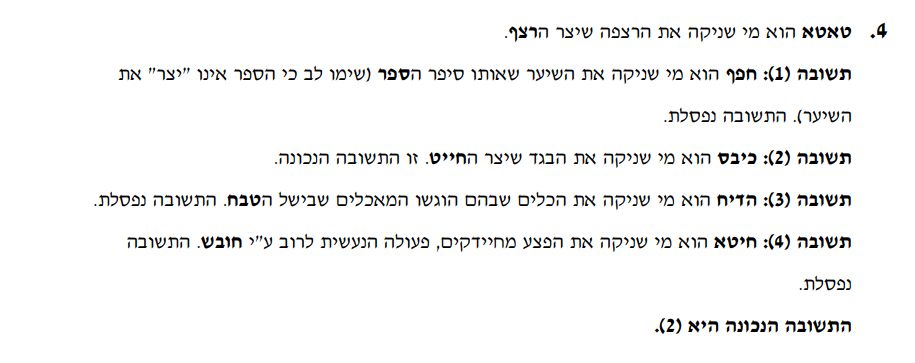 4. טאטא הוא מי שניקה את הרצפה שיצר הרצף.
תשובה (1): חפף הוא מי שניקה את השיער שאותו סיפר הספר (שימו לב כי הספר אינו "יצר" את
השיער). התשובה נפסלת.
תשובה (2): כיבס הוא מי שניקה את הבגד שיצר החייט. זו התשובה הנכונה.
תשובה (3): הדיח הוא מי שניקה את הכלים שבהם הוגשו המאכלים שבישל הטבח. התשובה נפסלת.
תשובה (4): חיטא הוא מי שניקה את הפצע מחיידקים, פעולה הנעשית לרוב ע"י חובש. התשובה
נפסלת.
התשובה הנכונה היא (2).